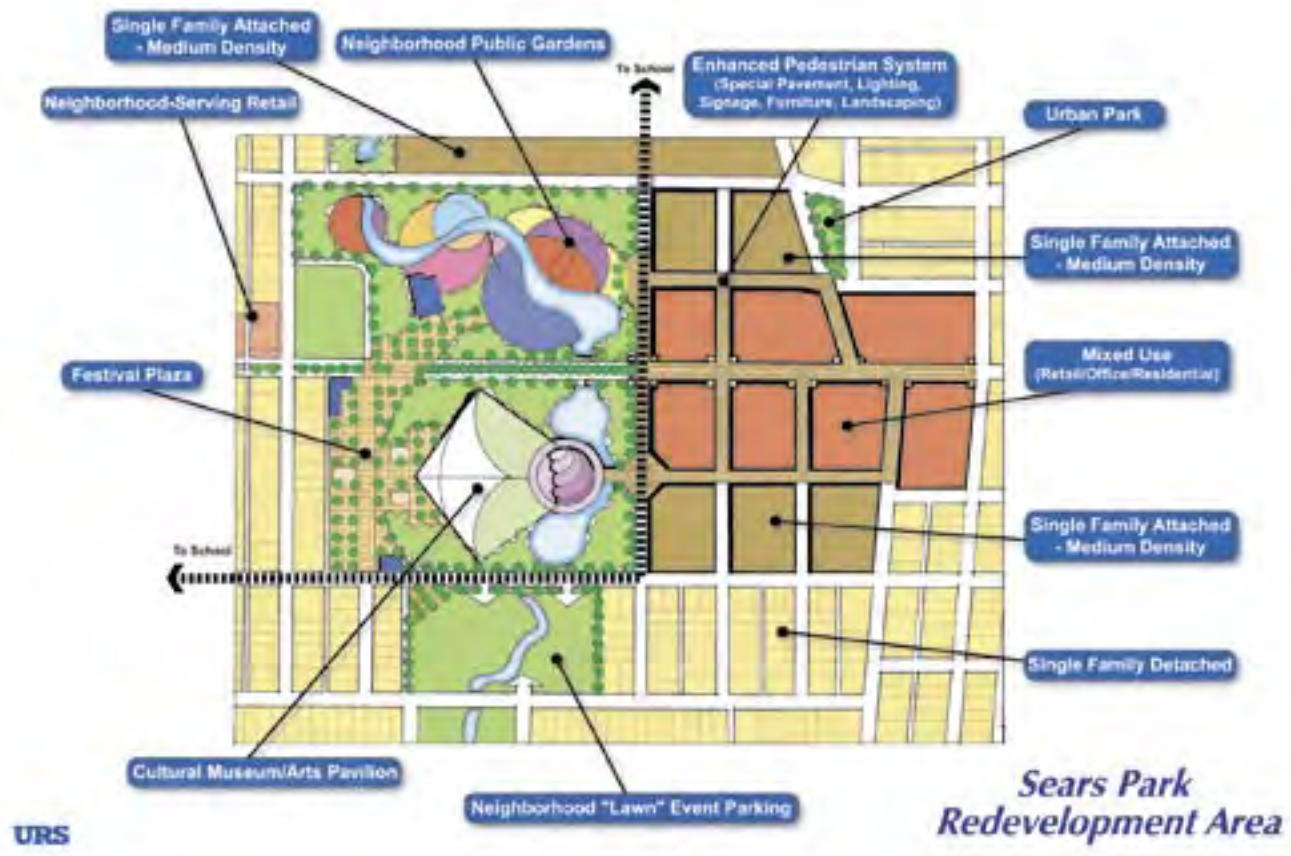 Single Family Attached
- Medium Density
Neighborhood Public Gardens
To School
Enhanced Pedestrian System
(Special Pavement, Lighting,
Signage, Furniture, Landscaping)
Neighborhood-Serving Retail
Urban Park
Single Family Attached
- Medium Density
Festival Plaza
Mixed Use
(Retail/Office/Residential)
Single Family Attached
- Medium Density
To School
Single Family Detached
Cultural Museum/Arts Pavilion
Neighborhood "Lawn" Event Parking
Sears Park
Redevelopment Area
URS